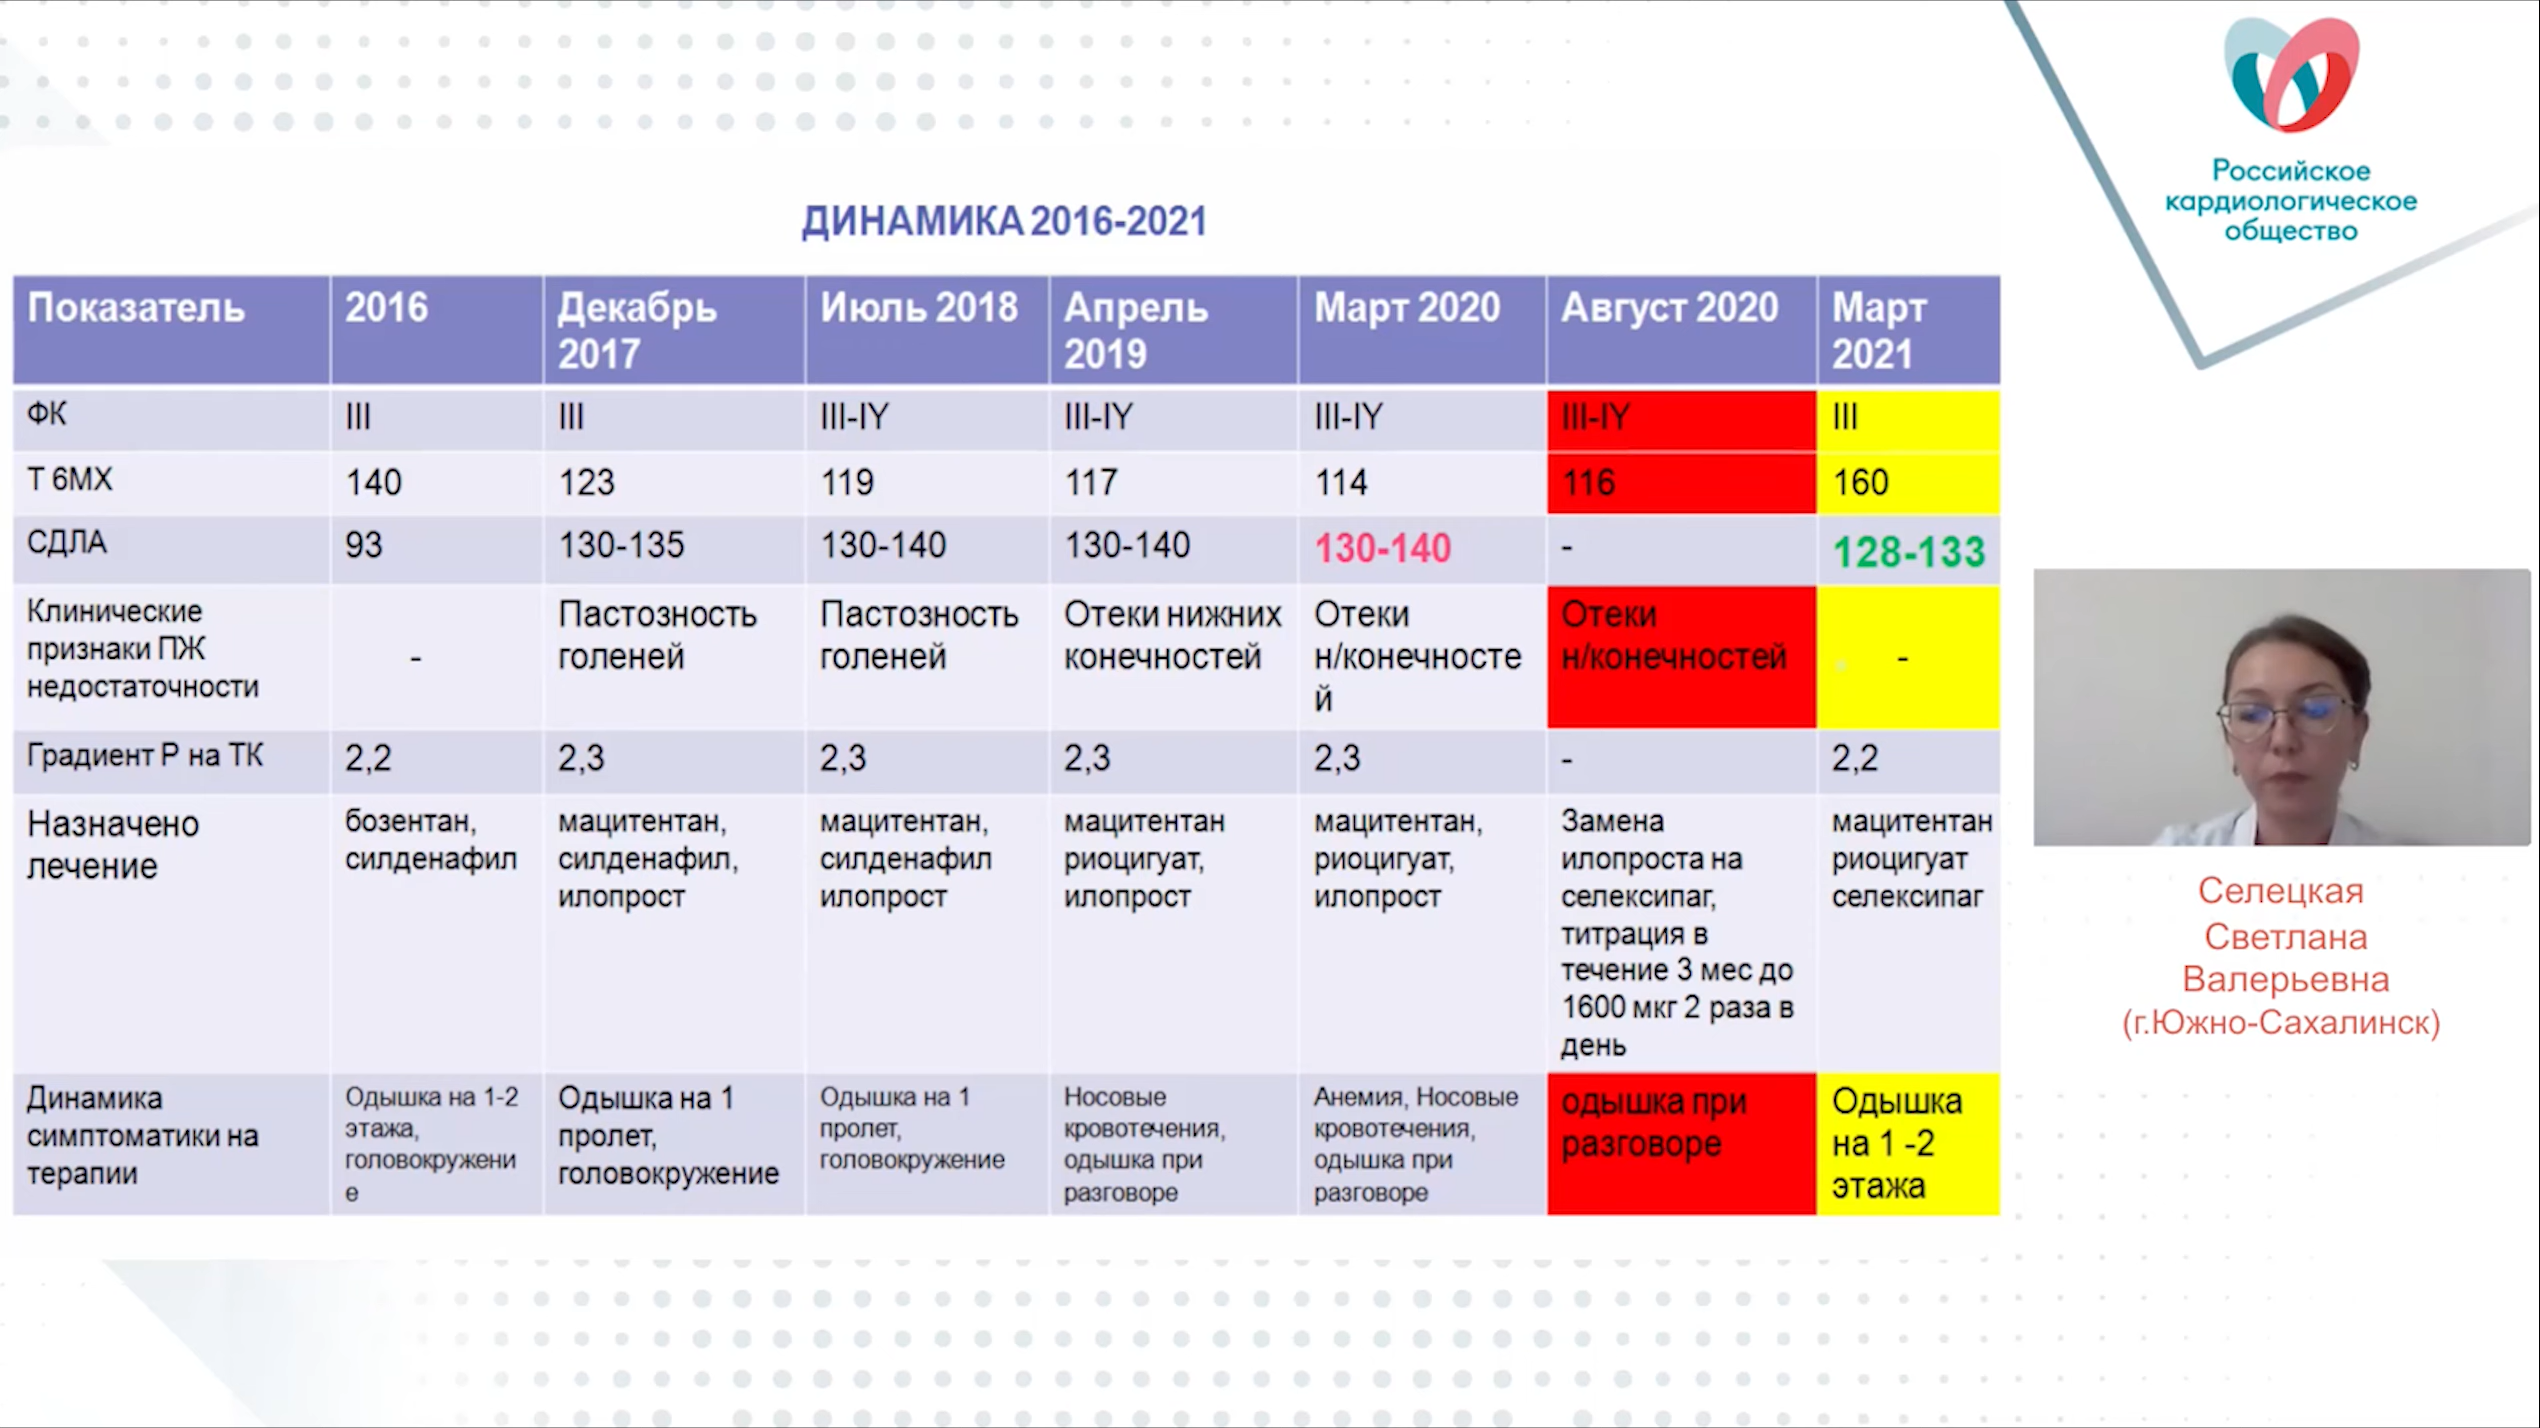 Российское
кардиологическое
общество
ДИНАМИКА 2016-2021
Показатель
2016
Декабрь
2017
Июль 2018
Апрель
2019
Март 2020
Август 2020
Март
2021
ФК
III
III
III-IY
III-IY
III-IY
III-IY
III
Т 6МХ
140
123
119
117
114
116
160
СДЛА
93
130-135
130-140
130-140
130-140
-
128-133
Клинические
признаки ПЖ
недостаточности
-
Пастозность
голеней
Пастозность
голеней
Отеки нижних
конечностей
Отеки
н/конечносте
й
Отеки
н/конечностей
-
Градиент Р на ТК
2,2
2,3
2,3
2,3
2,3
-
2,2
Назначено
лечение
бозентан,
силденафил
мацитентан,
силденафил,
илопрост
мацитентан,
силденафил
илопрост
мацитентан
риоцигуат,
илопрост
мацитентан,
риоцигуат,
илопрост
Замена
илопроста на
селексипаг,
титрация в
течение 3 мес до
1600 мкг 2 раза в
день
мацитентан
риоцигуат
селексипаг
Динамика
симптоматики на
терапии
Одышка на 1-2
этажа,
головокружени
е
Одышка на 1
пролет,
головокружение
Одышка на 1
пролет,
головокружение
Носовые
кровотечения,
одышка при
разговоре
Анемия, Носовые
кровотечения,
одышка при
разговоре
одышка при
разговоре
Одышка
на 1 -2
этажа
Селецкая
Светлана
Валерьевна
(г.Южно-Сахалинск)